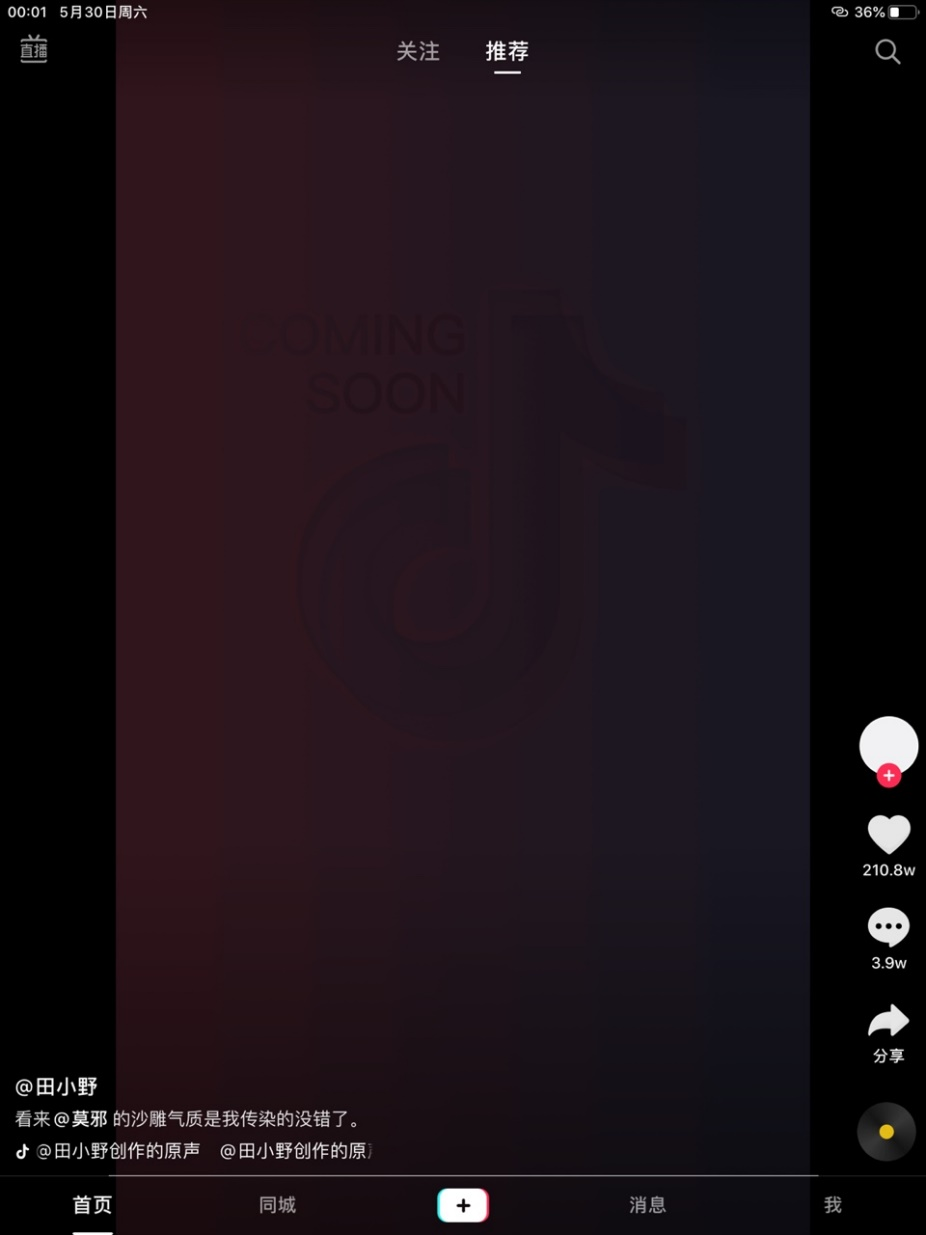 00:01 5月30日周六
36%
直播
关注 推荐
COMING
SOON
210.8w
3.9w
分享
@田小野
看来@莫邪 的沙雕气质是我传染的没错了。
@田小野创作的原声 @田小野创作的原
首页 同城 消息 我